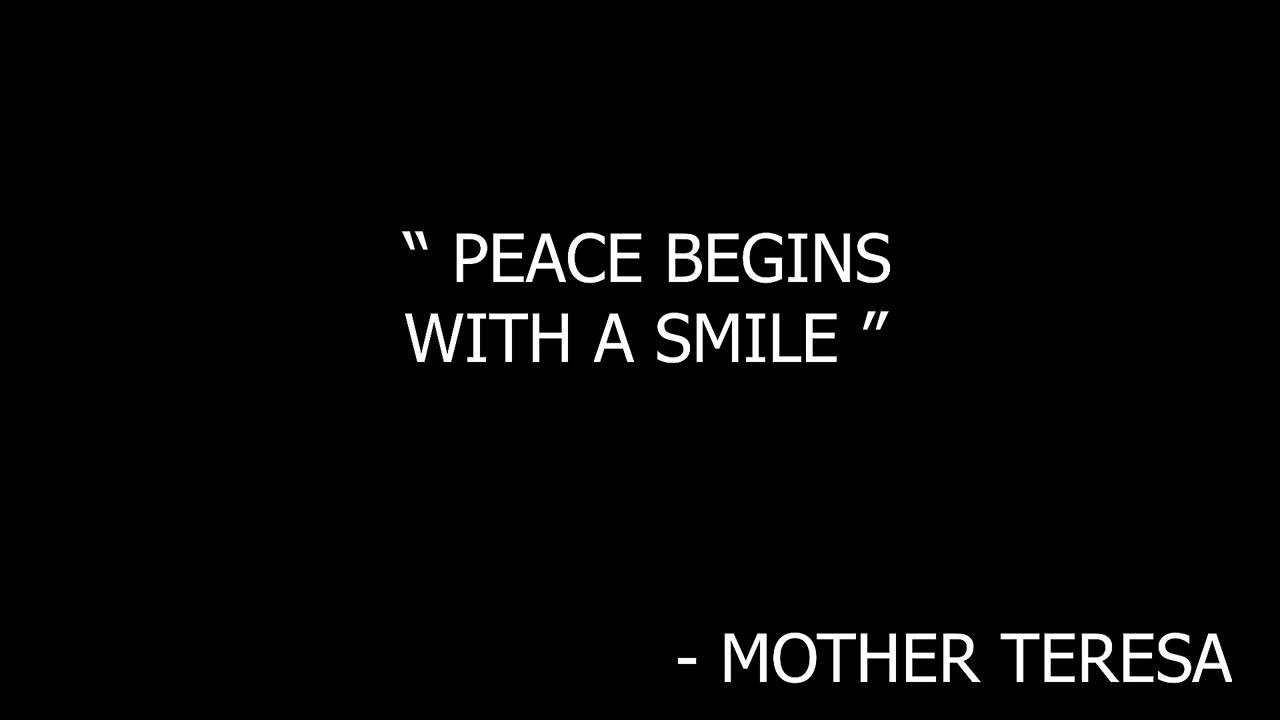 “ PEACE BEGINS
WITH A SMILE ”
- MOTHER TERESA